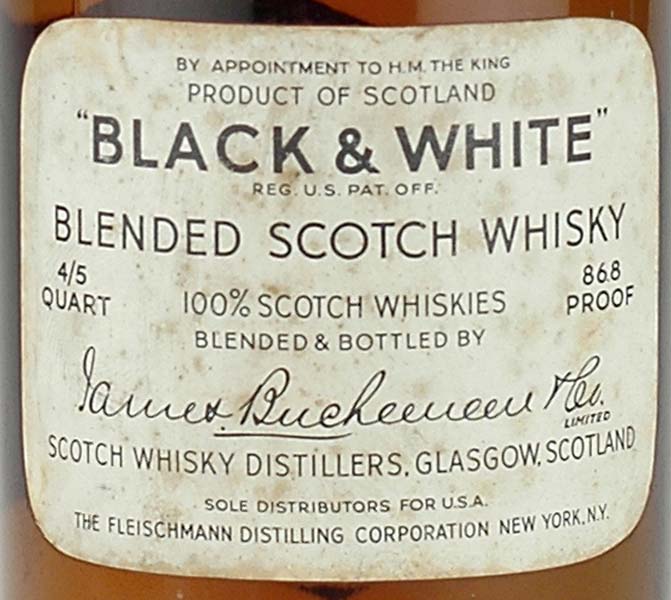 BY APPOINTMENT TO H.M. THE KING
PRODUCT OF SCOTLAND
"BLACK & WHITE"
REG. U.S. PAT. OFF.
BLENDED SCOTCH WHISKY
4/5 QUART
86.8 PROOF
100% SCOTCH WHISKIES
BLENDED & BOTTLED BY
James Buchanan & Co.
LIMITED
SCOTCH WHISKY DISTILLERS, GLASGOW, SCOTLAND
SOLE DISTRIBUTORS FOR U.S.A.
THE FLEISCHMANN DISTILLING CORPORATION NEW YORK, N.Y.